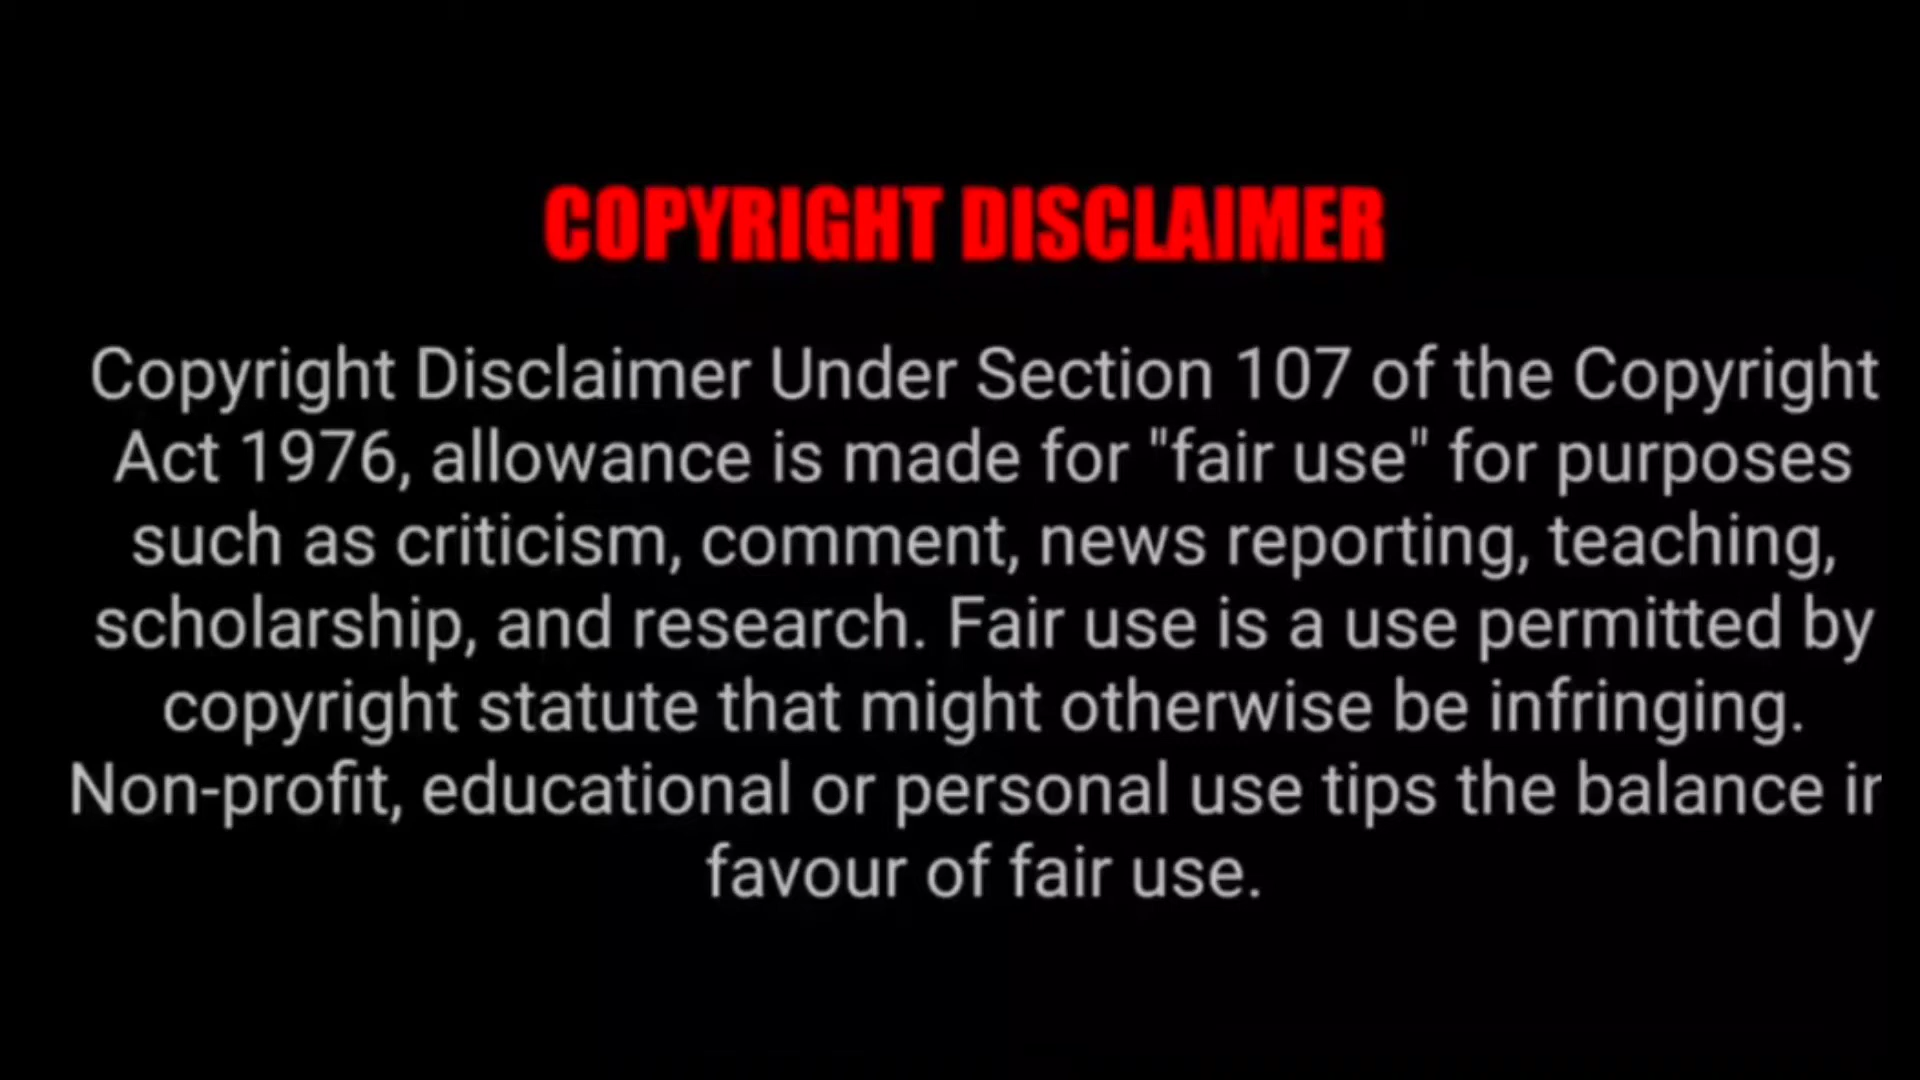 COPYRIGHT DISCLAIMER
Copyright Disclaimer Under Section 107 of the Copyright
Act 1976, allowance is made for "fair use" for purposes
such as criticism, comment, news reporting, teaching,
scholarship, and research. Fair use is a use permitted by
copyright statute that might otherwise be infringing.
Non-profit, educational or personal use tips the balance
favour of fair use.